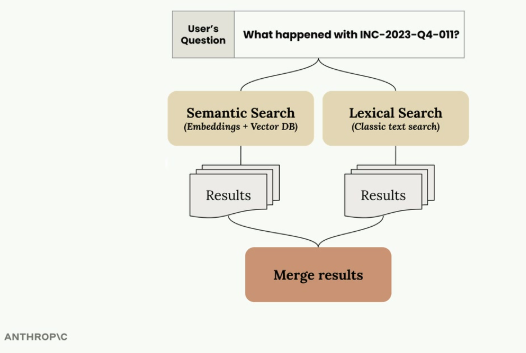 User's
Question
What happened with INC-2023-Q4-011?
Semantic Search
(Embeddings + Vector DB)
Lexical Search
(Classic text search)
Results
Results
Merge results
ANTHROP\C